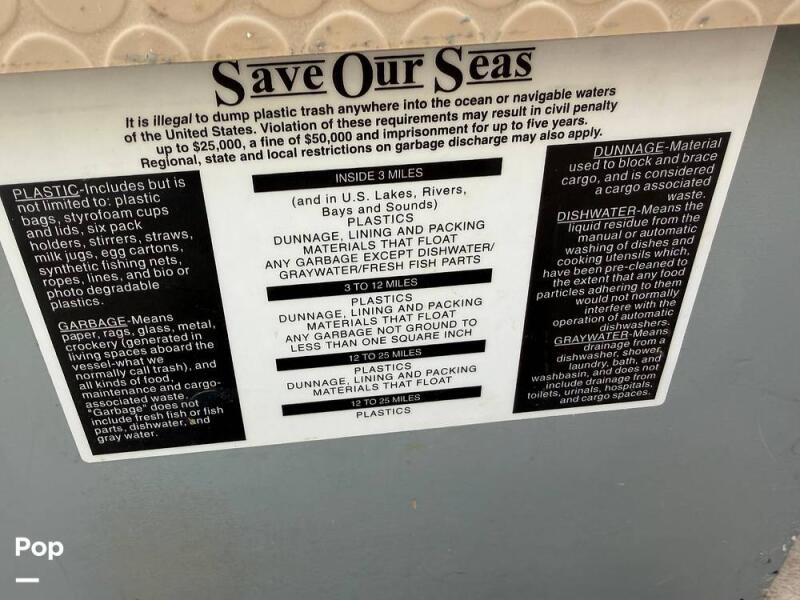 Save Our Seas
It is illegal to dump plastic trash anywhere into the ocean or navigable waters
of the United States. Violation of these requirements may result in civil penalty
up to $25,000, a fine of $50,000 and imprisonment for up to five years.
Regional, state and local restrictions on garbage discharge may also apply.
PLASTIC-Includes but is
not limited to: plastic
bags, styrofoam cups
and lids, six pack
holders, stirrers, straws,
milk jugs, egg cartons,
synthetic fishing nets,
ropes, lines, and bio or
photo degradable
plastics.
GARBAGE-Means
paper, rags, glass, metal,
crockery (generated in
living spaces aboard the
vessel-what we
normally call trash), and
all kinds of food,
maintenance and cargo-
associated waste.
"Garbage" does not
include fresh fish or fish
parts, dishwater, and
gray water.
INSIDE 3 MILES
(and in U.S. Lakes, Rivers,
Bays and Sounds)
PLASTICS
DUNNAGE, LINING AND PACKING
MATERIALS THAT FLOAT
ANY GARBAGE EXCEPT DISHWATER/
GRAYWATER/FRESH FISH PARTS
3 TO 12 MILES
PLASTICS
DUNNAGE, LINING AND PACKING
MATERIALS THAT FLOAT
ANY GARBAGE NOT GROUND TO
LESS THAN ONE SQUARE INCH
12 TO 25 MILES
PLASTICS
DUNNAGE, LINING AND PACKING
MATERIALS THAT FLOAT
12 TO 25 MILES
PLASTICS
DUNNAGE-Material
used to block and brace
cargo, and is considered
a cargo associated
waste.
DISHWATER-Means the
liquid residue from the
manual or automatic
washing of dishes and
cooking utensils which,
have been pre-cleaned to
the extent that any food
particles adhering to them
would not normally
interfere with the
operation of automatic
dishwashers.
GRAYWATER-Means
drainage from a
dishwasher, shower,
laundry, bath, and
washbasin, and does not
include drainage from
toilets, urinals, hospitals,
and cargo spaces.
Pop